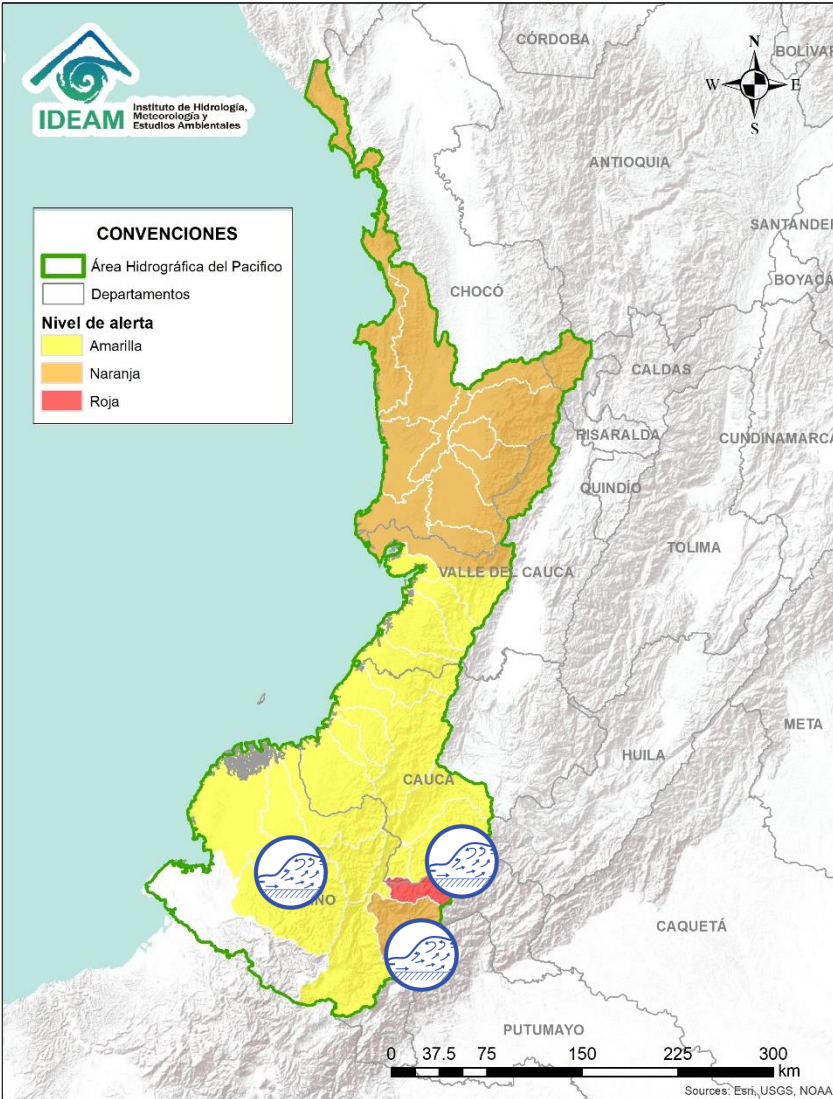 IDEAM
Instituto de Hidrología,
Meteorología y
Estudios Ambientales
CÓRDOBA
BOLÍVAR
N
W
E
S
ANTIOQUIA
SANTANDER
BOYACÁ
CONVENCIONES
Área Hidrográfica del Pacifico
Departamentos
Nivel de alerta
Amarilla
Naranja
Roja
CHOCÓ
CALDAS
RISARALDA
CUNDINAMARCA
QUINDÍO
TOLIMA
VALLE DEL CAUCA
META
HUILA
CAUCA
ÑO
CAQUETÁ
PUTUMAYO
0 37.5 75 150 225 300
km
Sources: Esri, USGS, NOAA